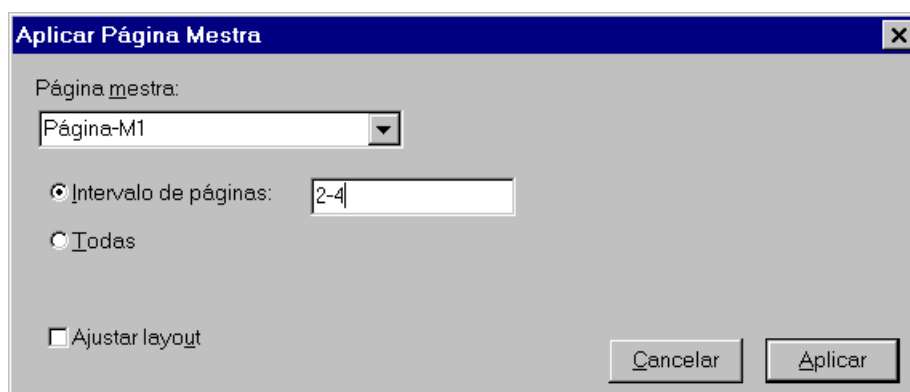 Aplicar Página Mestra
Página mestra:
Página-M1
Intervalo de páginas: 2-4
Todas
Ajustar layout
Cancelar Aplicar